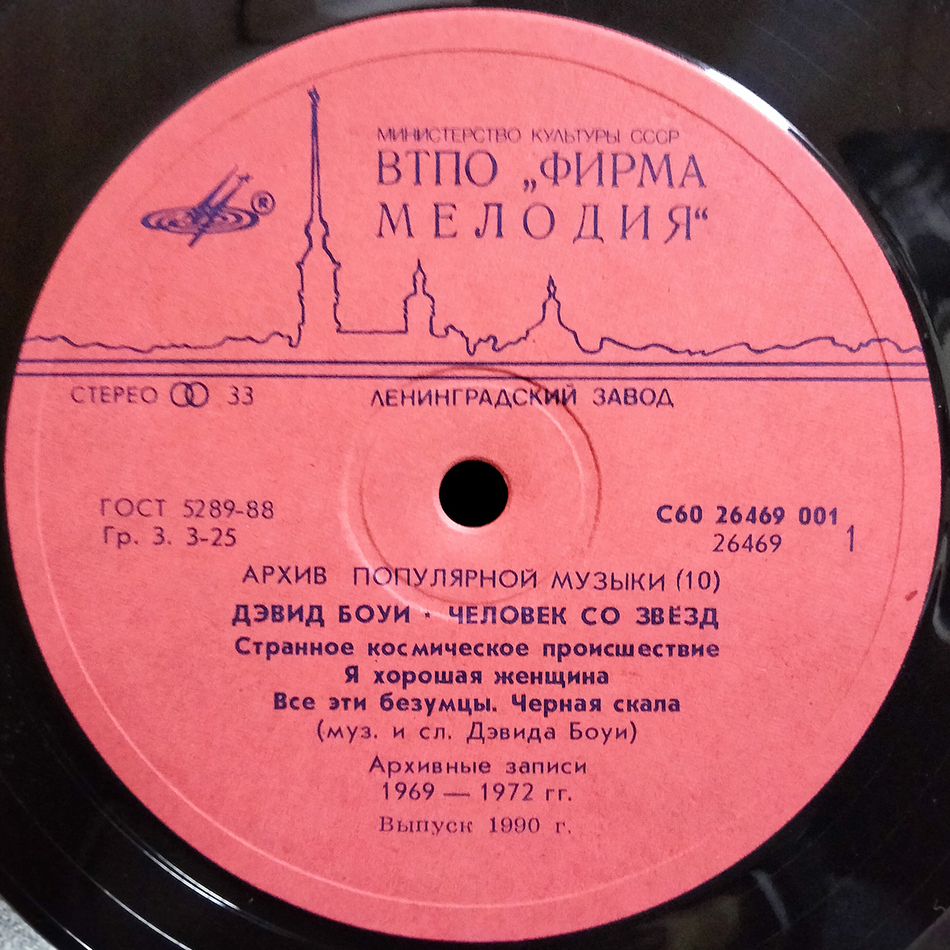 МИНИСТЕРСТВО КУЛЬТУРЫ СССР
ВТПО „ФИРМА
МЕЛОДИЯ“
®
СТЕРЕО 33
ЛЕНИНГРАДСКИЙ ЗАВОД
ГОСТ 5289-88
Гр. 3. 3-25
С60 26469 001
26469
1
АРХИВ ПОПУЛЯРНОЙ МУЗЫКИ (10)
ДЭВИД БОУИ · ЧЕЛОВЕК СО ЗВЁЗД
Странное космическое происшествие
Я хорошая женщина
Все эти безумцы. Черная скала
(муз. и сл. Дэвида Боуи)
Архивные записи
1969 — 1972 гг.
Выпуск 1990 г.